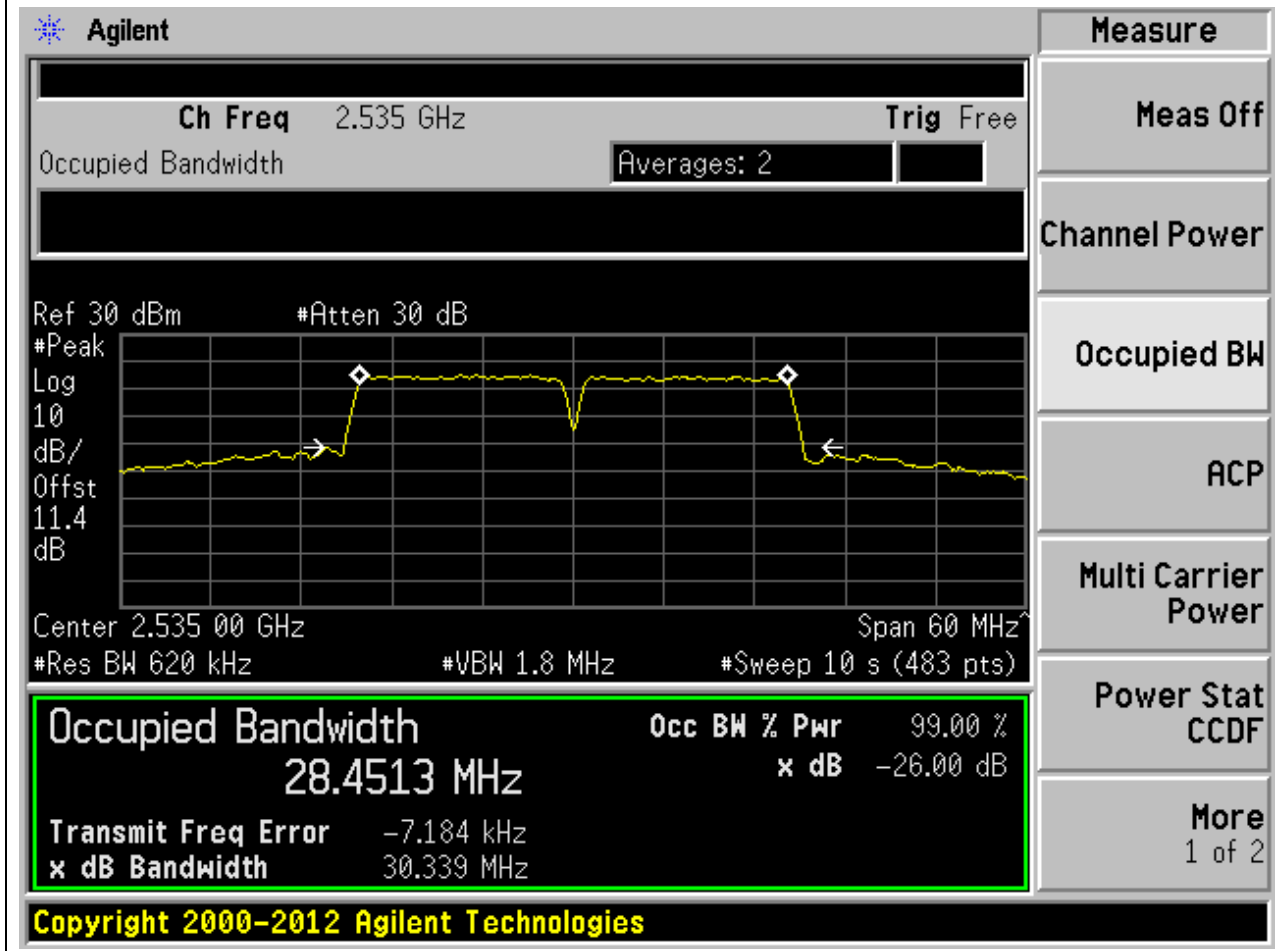 Agilent
Measure
Ch Freq 2.535 GHz Trig Free
Meas Off
Occupied Bandwidth Averages: 2
Channel Power
Ref 30 dBm #Atten 30 dB
#Peak
Log
10
dB/
Offst
11.4
dB
Occupied BW
ACP
Center 2.535 00 GHz Span 60 MHz^
#Res BW 620 kHz #VBW 1.8 MHz #Sweep 10 s (483 pts)
Multi Carrier
Power
Occupied Bandwidth
28.4513 MHz
Occ BW % Pwr 99.00 %
x dB -26.00 dB
Transmit Freq Error -7.184 kHz
x dB Bandwidth 30.339 MHz
Power Stat
CCDF
More
1 of 2
Copyright 2000-2012 Agilent Technologies